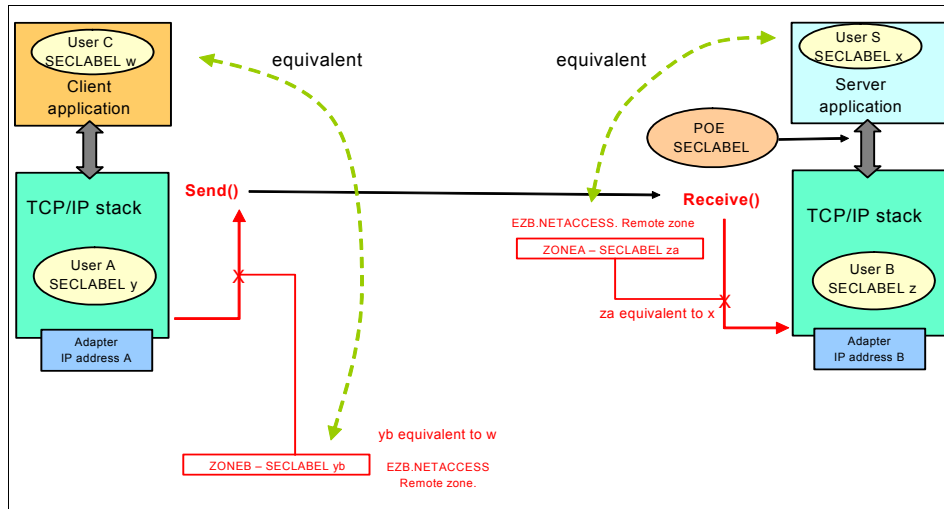 User C
SECLABEL w
Client
application
equivalent
equivalent
User S
SECLABEL x
Server
application
POE
SECLABEL
TCP/IP stack
User A
SECLABEL y
Adapter
IP address A
Send()
Receive()
EZB.NETACCESS. Remote zone
ZONEA – SECLABEL za
za equivalent to x
TCP/IP stack
User B
SECLABEL z
Adapter
IP address B
X
X
yb equivalent to w
ZONEB – SECLABEL yb
EZB.NETACCESS
Remote zone.